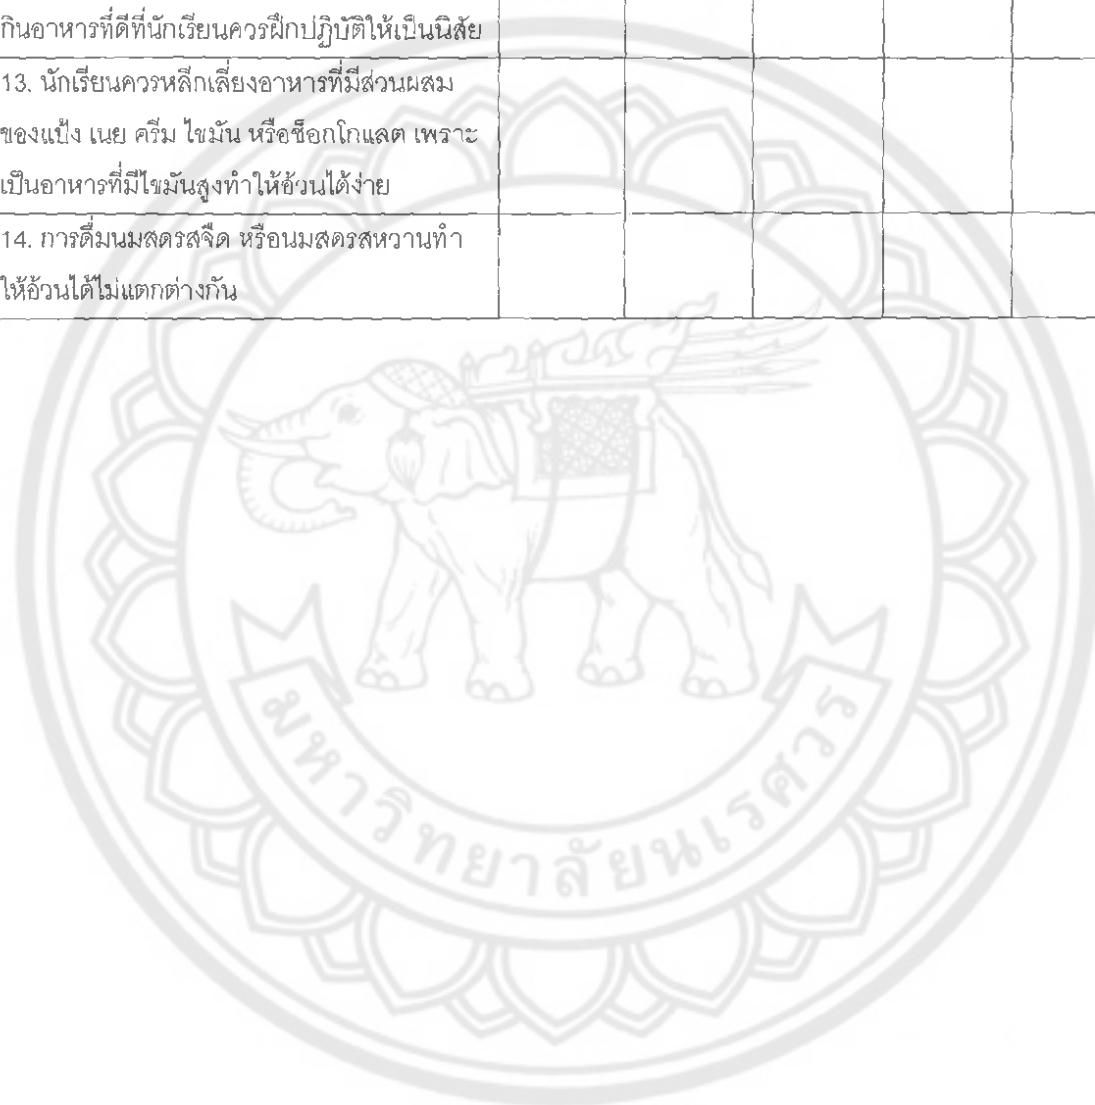 กินอาหารที่ดีที่นักเรียนควรฝึกปฏิบัติให้เป็นนิสัย
13. นักเรียนควรหลีกเลี่ยงอาหารที่มีส่วนผสม
ของแป้ง เนย ครีม ไขมัน หรือช็อกโกแลต เพราะ
เป็นอาหารที่มีไขมันสูงทำให้อ้วนได้ง่าย
14. การดื่มนมสดรสจืด หรือนมสดรสหวานทำ
ให้อ้วนได้ไม่แตกต่างกัน
มหาวิทยาลัยนเรศวร